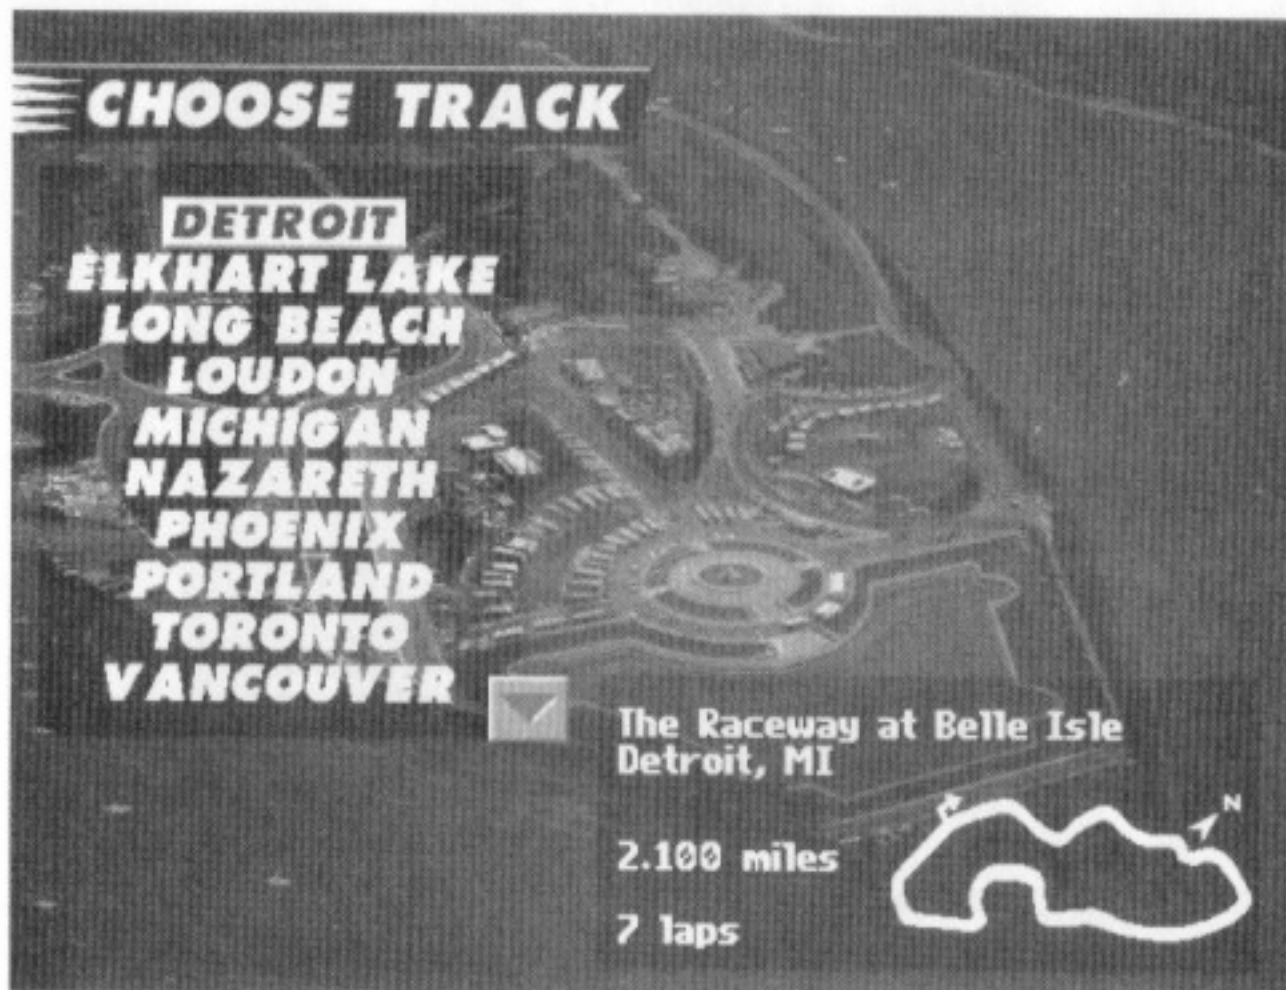 CHOOSE TRACK
DETROIT
ELKHART LAKE
LONG BEACH
LOUDON
MICHIGAN
NAZARETH
PHOENIX
PORTLAND
TORONTO
VANCOUVER
The Raceway at Belle Isle
Detroit, MI
N
2.100 miles
7 laps